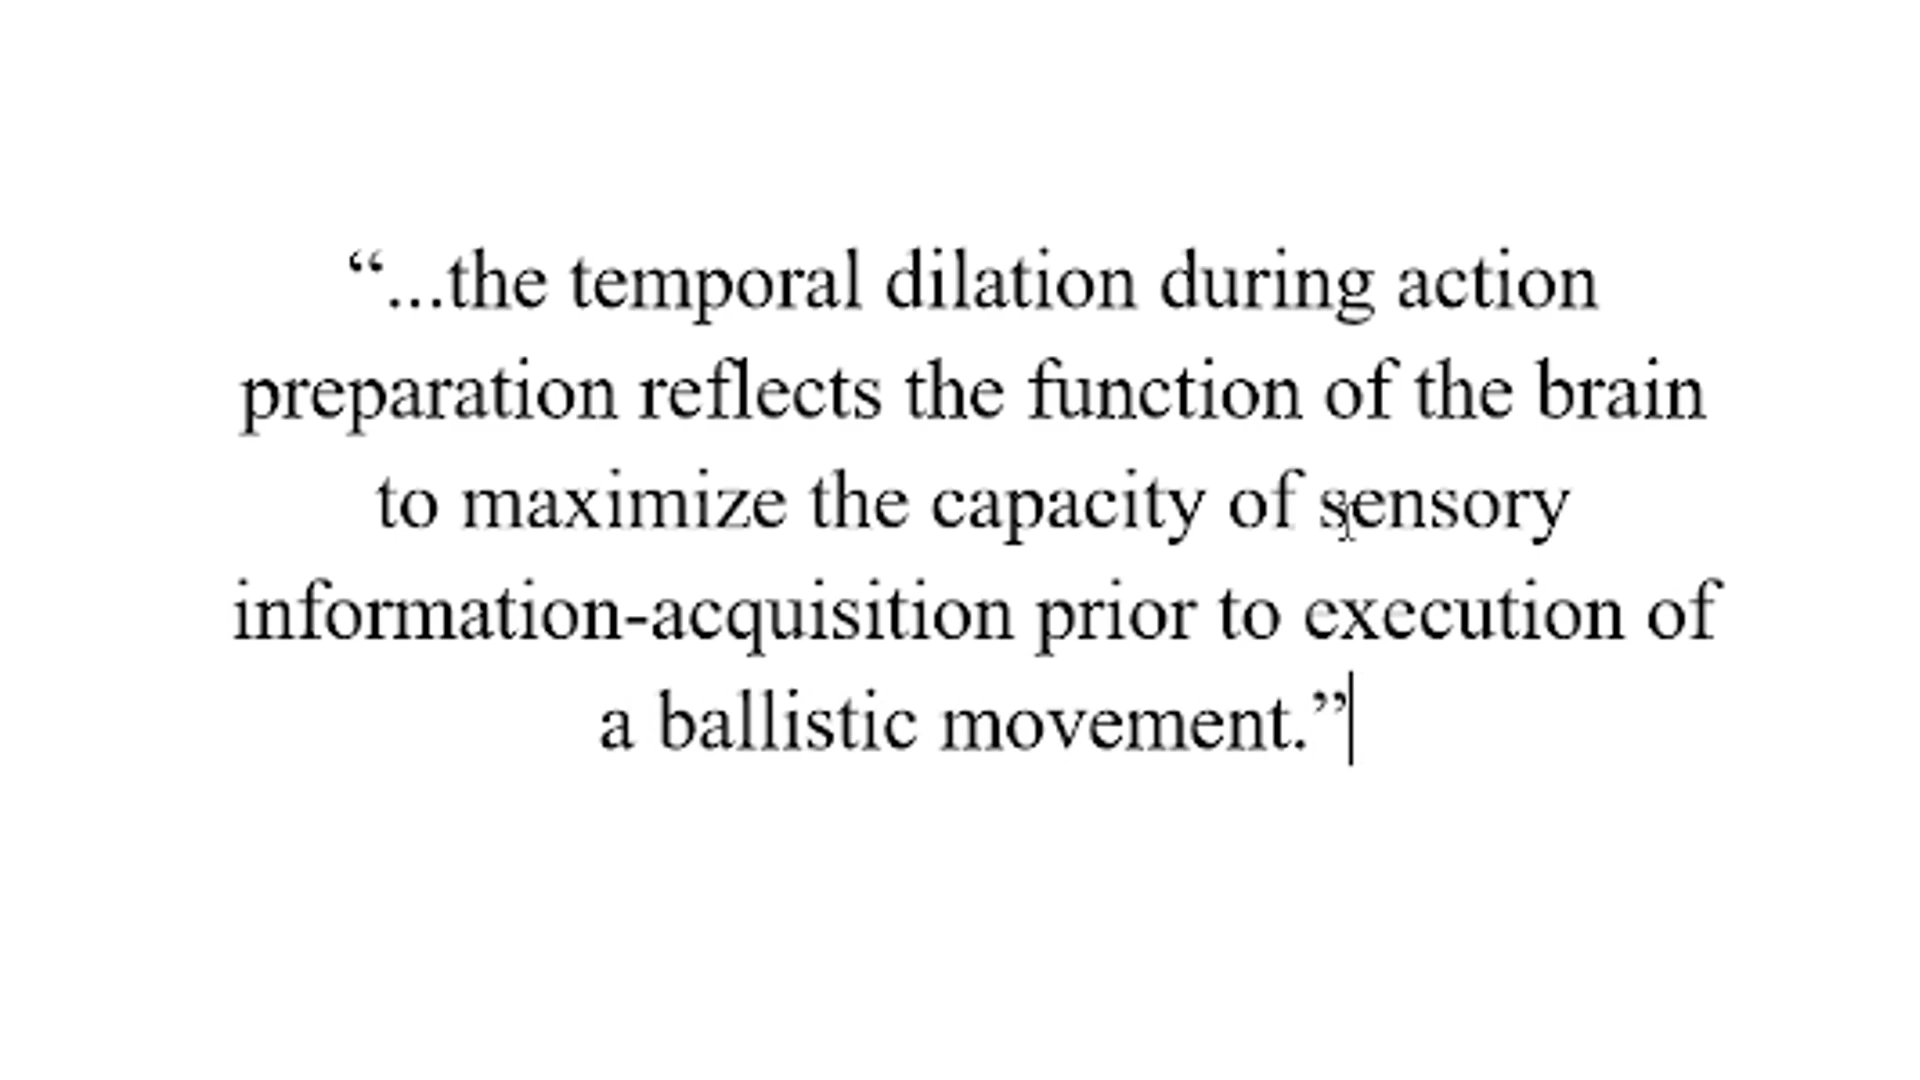 “...the temporal dilation during action
preparation reflects the function of the brain
to maximize the capacity of sensory
information-acquisition prior to execution of
a ballistic movement.”